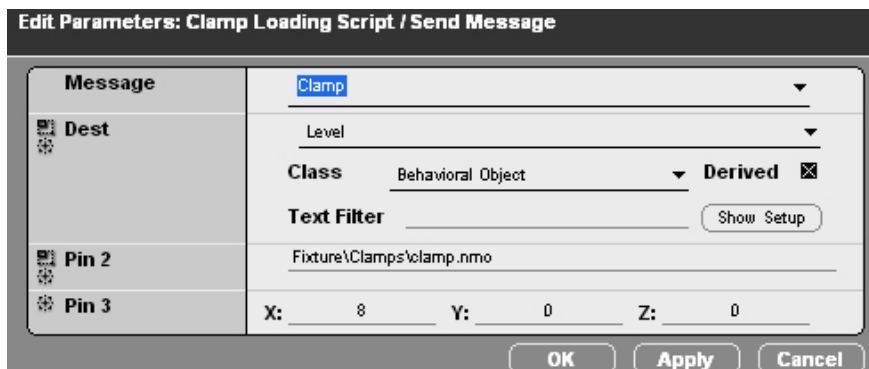 Edit Parameters: Clamp Loading Script / Send Message
Message Clamp
Dest Level
Class Behavioral Object Derived
Text Filter Show Setup
Pin 2 Fixture\Clamps\clamp.nmo
Pin 3 X: 8 Y: 0 Z: 0
OK Apply Cancel